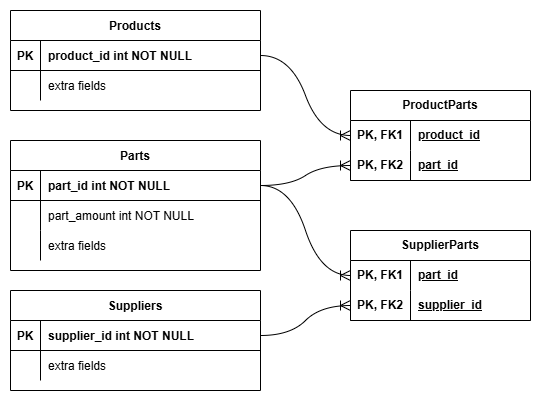 Products
PK product_id int NOT NULL
extra fields
Parts
PK part_id int NOT NULL
part_amount int NOT NULL
extra fields
Suppliers
PK supplier_id int NOT NULL
extra fields
ProductParts
PK, FK1 product_id
PK, FK2 part_id
SupplierParts
PK, FK1 part_id
PK, FK2 supplier_id